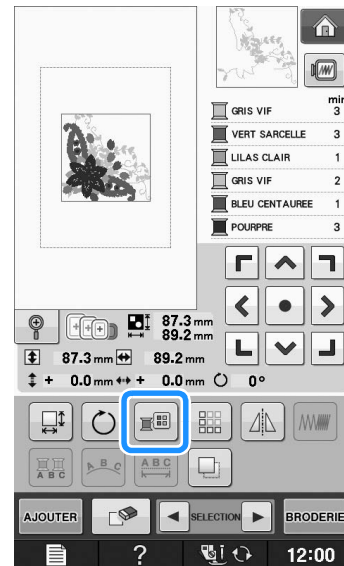 min
GRIS VIF 3
VERT SARCELLE 3
LILAS CLAIR 1
GRIS VIF 2
BLEU CENTAUREE 1
POURPRE 3
87.3 mm
89.2 mm
87.3 mm 89.2 mm
+ 0.0 mm + 0.0 mm 0°
A B C A B C A B C
AJOUTER SELECTION BRODERIE
? 12:00